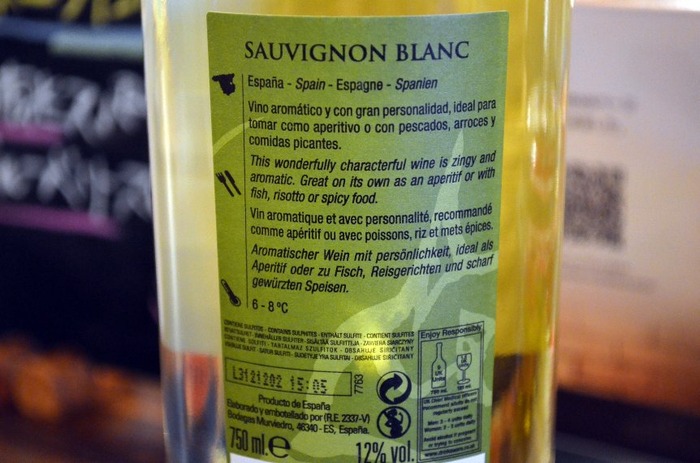 SAUVIGNON BLANC
España - Spain - Espagne - Spanien
Vino aromático y con gran personalidad, ideal para
tomar como aperitivo o con pescados, arroces y
comidas picantes.
This wonderfully characterful wine is zingy and
aromatic. Great on its own as an aperitif or with
fish, risotto or spicy food.
Vin aromatique et avec personnalité, recommandé
comme apéritif ou avec poissons, riz et mets épices.
Aromatischer Wein mit persönlichkeit, ideal als
Aperitif oder zu Fisch, Reisgerichten und scharf
gewürzten Speisen.
6 - 8 ºC
CONTIENE SULFITOS - CONTAINS SULPHITES - ENTHÄLT SULFITE - CONTIENT SULFITES
L3121202 15:05
7763
Producto de España
Elaborado y embotellado por (R.E. 2337-V)
Bodegas Murviedro, 46340 - ES, España.
750 ml. e
12% vol.
Enjoy Responsibly
UK Units